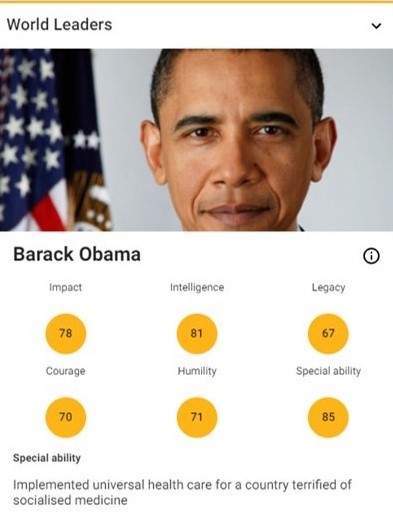 World Leaders
Barack Obama
Impact Intelligence Legacy
78 81 67
Courage Humility Special ability
70 71 85
Special ability
Implemented universal health care for a country terrified of
socialised medicine